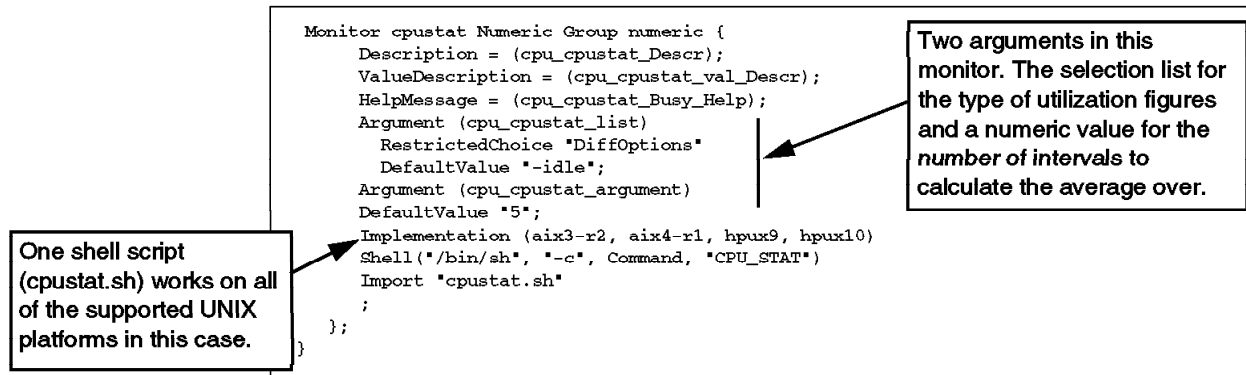 Monitor cpustat Numeric Group numeric {
Description = (cpu_cpustat_Descr);
ValueDescription = (cpu_cpustat_val_Descr);
HelpMessage = (cpu_cpustat_Busy_Help);
Argument (cpu_cpustat_list)
RestrictedChoice "DiffOptions"
DefaultValue "-idle";
Argument (cpu_cpustat_argument)
DefaultValue "5";
Implementation (aix3-r2, aix4-r1, hpux9, hpux10)
Shell("/bin/sh", "-c", Command, "CPU_STAT")
Import "cpustat.sh"
;
};
}
Two arguments in this
monitor. The selection list for
the type of utilization figures
and a numeric value for the
number of intervals to
calculate the average over.
One shell script
(cpustat.sh) works on all
of the supported UNIX
platforms in this case.